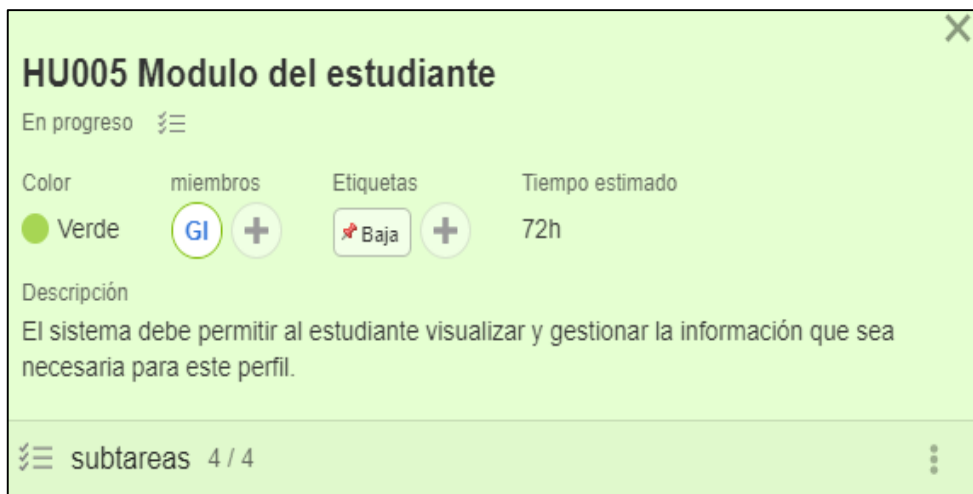 HU005 Modulo del estudiante
En progreso
Color miembros Etiquetas Tiempo estimado
Verde GI Baja 72h
Descripción
El sistema debe permitir al estudiante visualizar y gestionar la información que sea
necesaria para este perfil.
subtareas 4 / 4